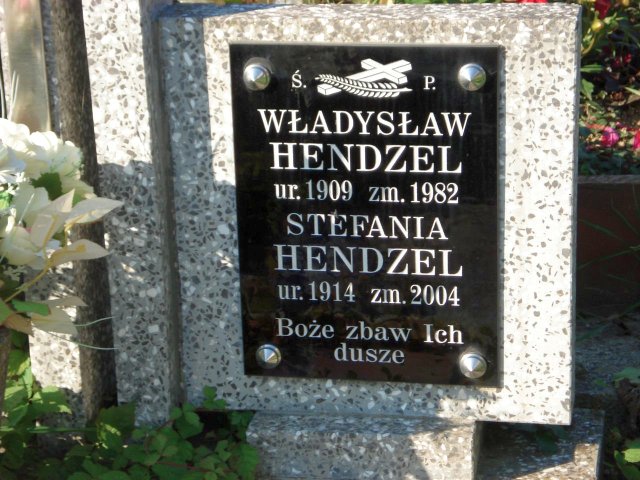 Ś. P.
WŁADYSŁAW
HENDZEL
ur. 1909 zm. 1982
STEFANIA
HENDZEL
ur. 1914 zm. 2004
Boże zbaw Ich
dusze